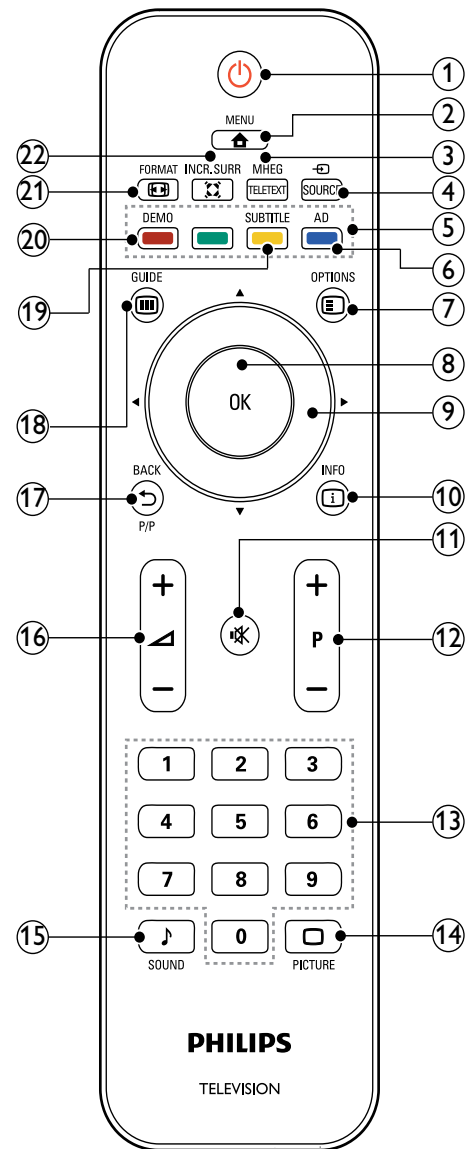 1
MENU
2
22
3
FORMAT INCR. SURR MHEG
21
TELETEXT SOURCE
4
DEMO SUBTITLE AD
5
20
6
19
GUIDE OPTIONS
7
8
OK
9
18
BACK INFO
17
10
P/P
11
+ +
16
P
12
− −
1 2 3
4 5 6
13
7 8 9
15
0
14
SOUND PICTURE
PHILIPS
TELEVISION